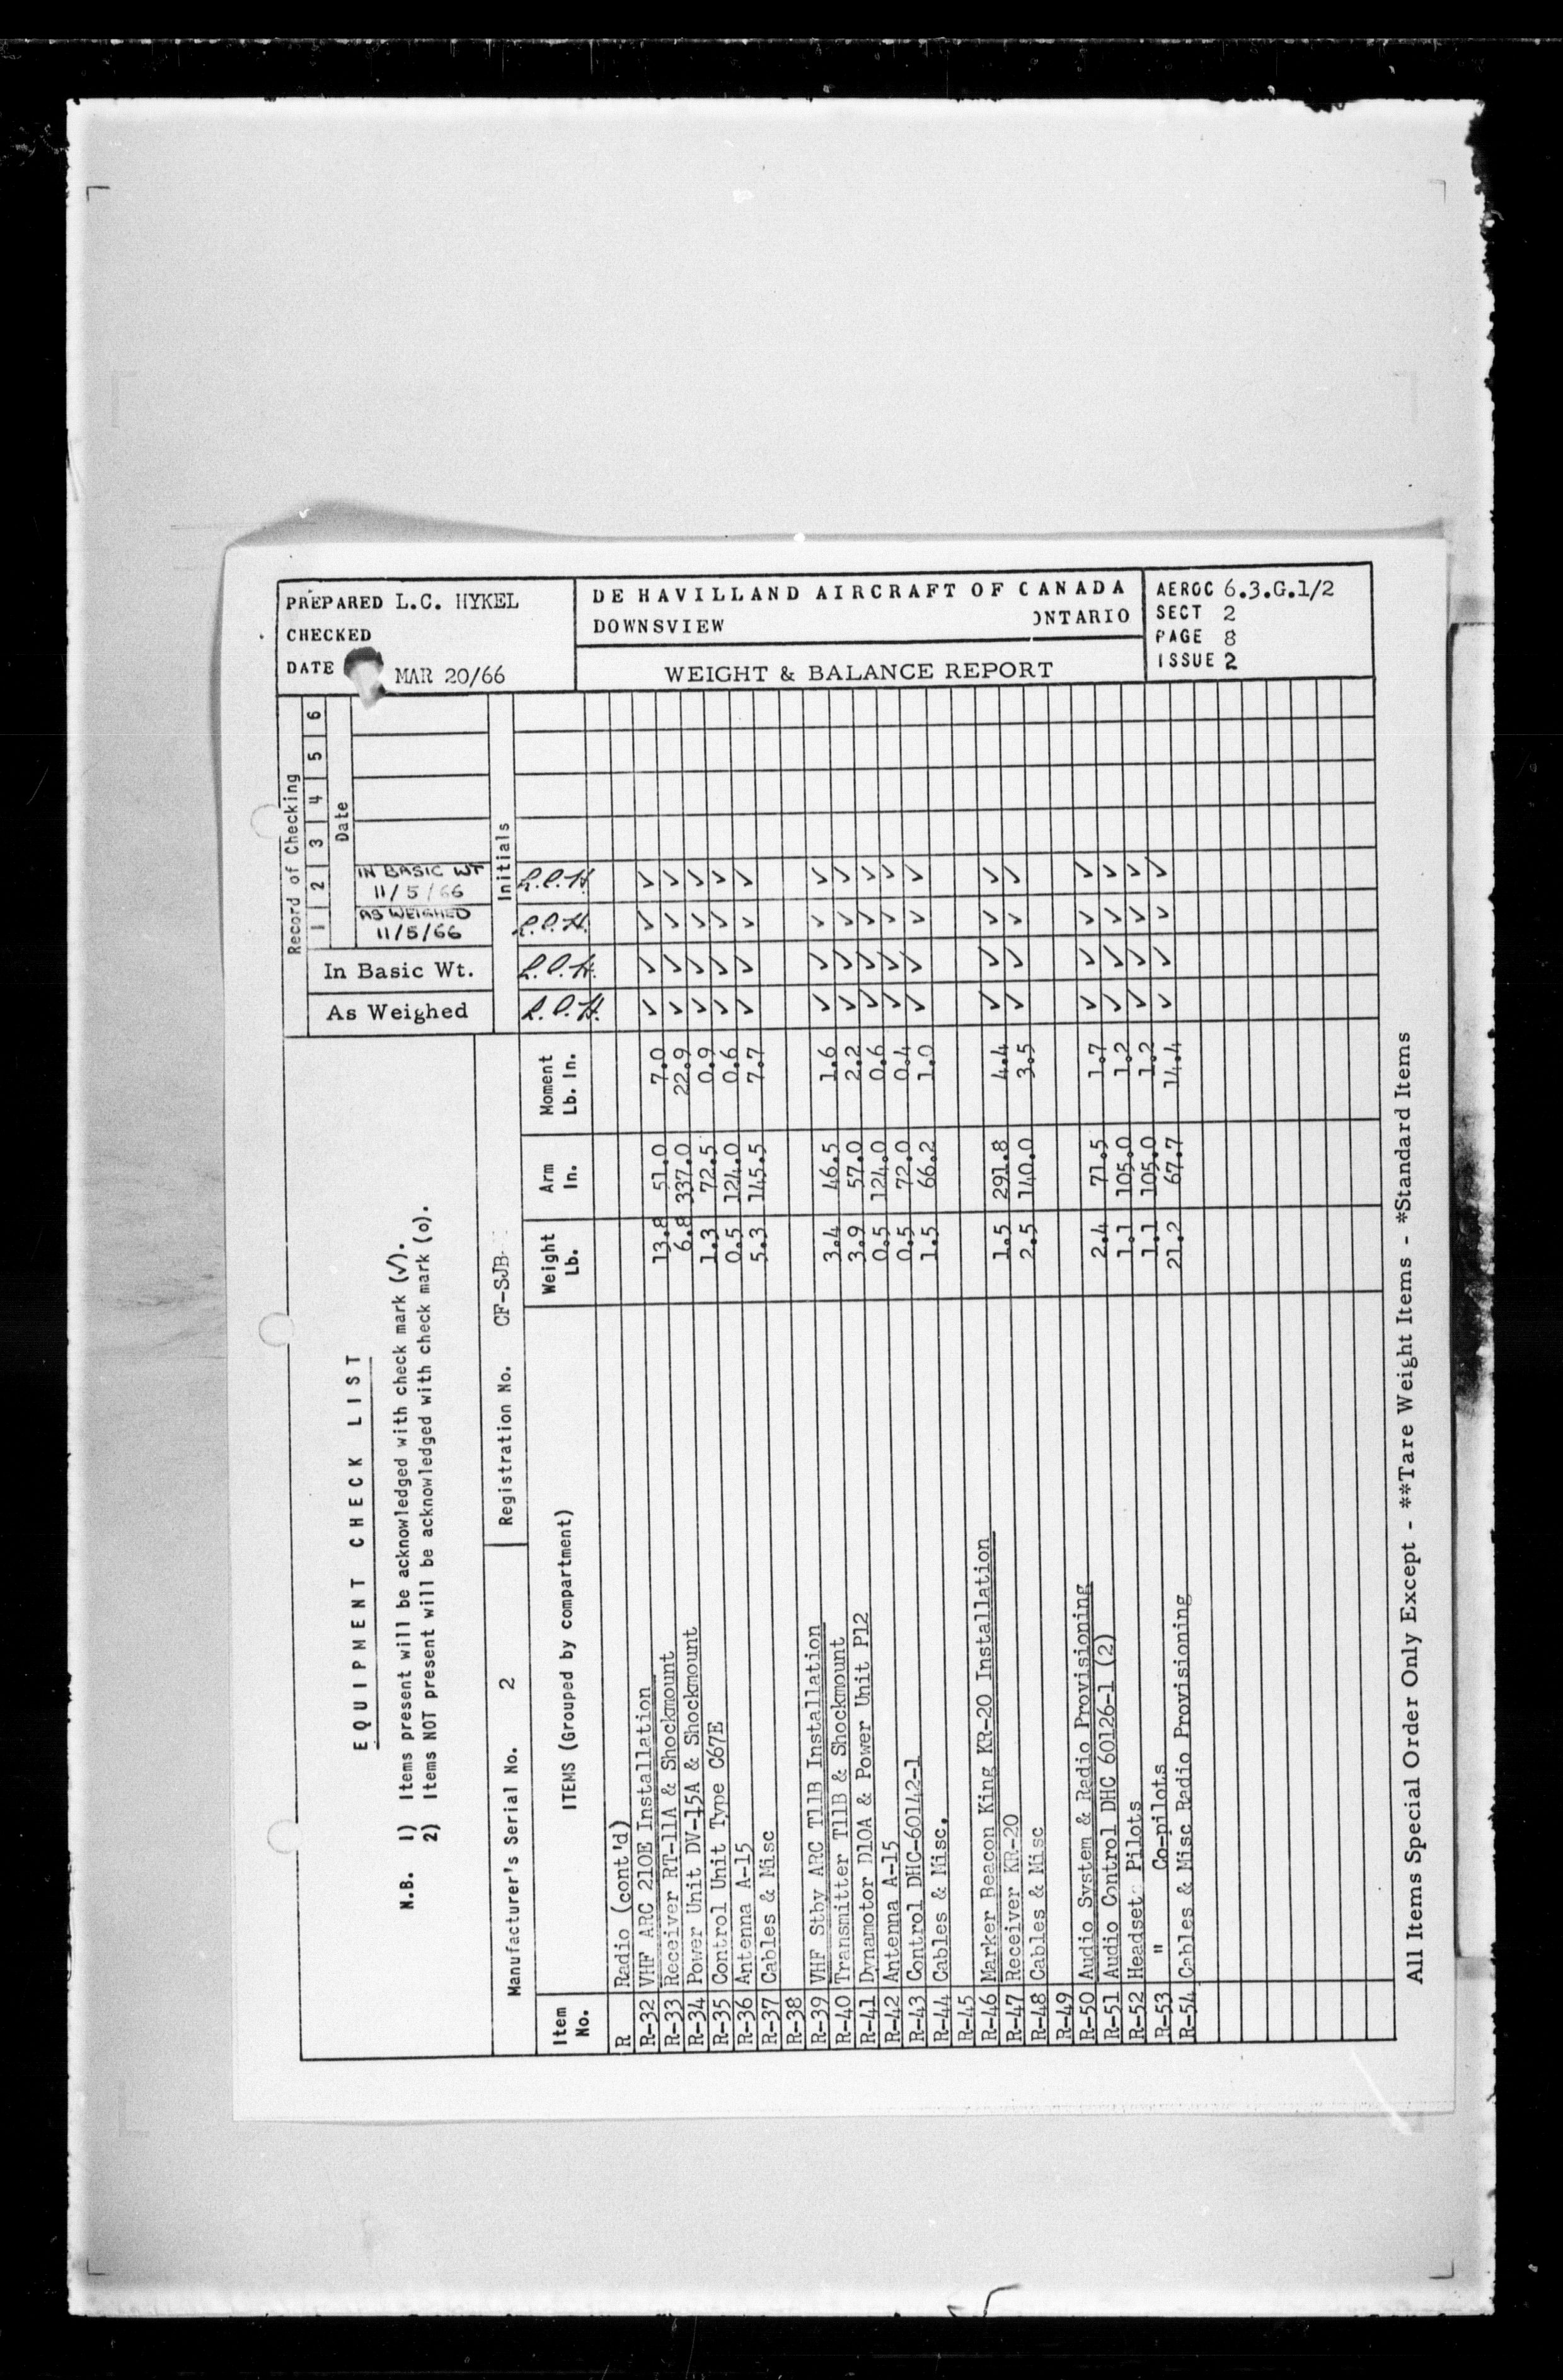 PREPARED L.C. HYKEL
CHECKED
DATE MAR 20/66
DE HAVILLAND AIRCRAFT OF CANADA
DOWNSVIEW ONTARIO
WEIGHT & BALANCE REPORT
AEROC 6.3.G.1/2
SECT 2
PAGE 8
ISSUE 2
EQUIPMENT CHECK LIST
N.B. 1) Items present will be acknowledged with check mark (✓).
2) Items NOT present will be acknowledged with check mark (o).
Manufacturer's Serial No. 2 Registration No. CF-SJB
Record of Checking
1 2 3 4 5 6
Date
As Weighed
In Basic Wt.
AS WEIGHED
11/5/66
IN BASIC WT
11/5/66
Initials
Item No. ITEMS (Grouped by compartment) Weight Lb. Arm In. Moment Lb. In. L.C.H. L.C.H. L.C.H. L.C.H.
R Radio (cont'd)
R-32 VHF ARC 210E Installation
R-33 Receiver RT-11A & Shockmount 13.8 51.0 7.0 ✓ ✓ ✓ ✓
R-34 Power Unit DV-15A & Shockmount 6.8 337.0 22.9 ✓ ✓ ✓ ✓
R-35 Control Unit Type C67E 1.3 72.5 0.9 ✓ ✓ ✓ ✓
R-36 Antenna A-15 0.5 124.0 0.6 ✓ ✓ ✓ ✓
R-37 Cables & Misc 5.3 145.5 7.7 ✓ ✓ ✓ ✓
R-38
R-39 VHF Stby ARC T11B Installation
R-40 Transmitter T11B & Shockmount 3.4 46.5 1.6 ✓ ✓ ✓ ✓
R-41 Dynamotor D10A & Power Unit P12 3.9 57.0 2.2 ✓ ✓ ✓ ✓
R-42 Antenna A-15 0.5 124.0 0.6 ✓ ✓ ✓ ✓
R-43 Control DHC-60142-1 0.5 72.0 0.4 ✓ ✓ ✓ ✓
R-44 Cables & Misc. 1.5 66.2 1.0 ✓ ✓ ✓ ✓
R-45
R-46 Marker Beacon King KR-20 Installation
R-47 Receiver KR-20 1.5 291.8 4.4 ✓ ✓ ✓ ✓
R-48 Cables & Misc 2.5 140.0 3.5 ✓ ✓ ✓ ✓
R-49
R-50 Audio System & Radio Provisioning
R-51 Audio Control DHC 60126-1 (2) 2.4 71.5 1.7 ✓ ✓ ✓ ✓
R-52 Headset Pilots 1.1 105.0 1.2 ✓ ✓ ✓ ✓
R-53 " Co-pilots 1.1 105.0 1.2 ✓ ✓ ✓ ✓
R-54 Cables & Misc Radio Provisioning 21.2 67.7 14.4 ✓ ✓ ✓ ✓
All Items Special Order Only Except - **Tare Weight Items - *Standard Items